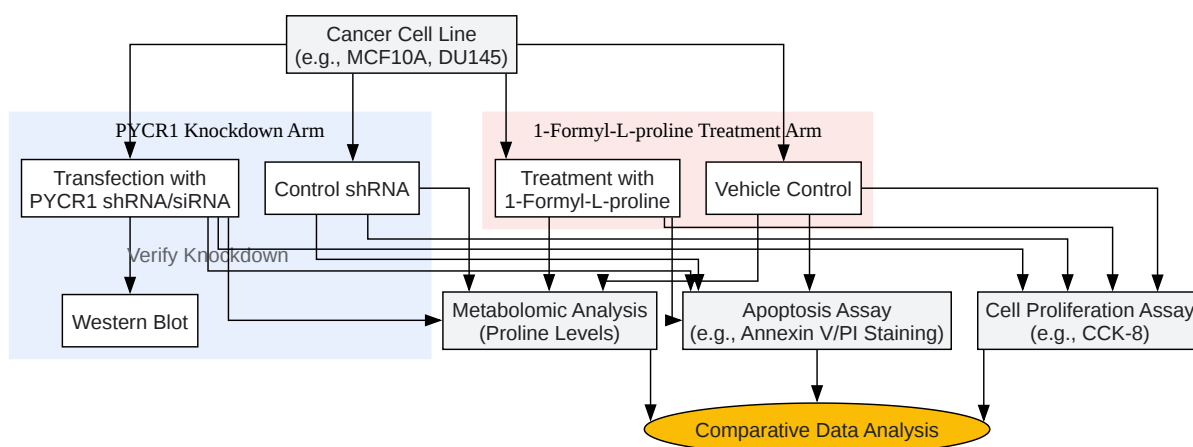 Cancer Cell Line
(e.g., MCF10A, DU145)
PYCR1 Knockdown Arm
1-Formyl-L-proline Treatment Arm
Transfection with
PYCR1 shRNA/siRNA
Control shRNA
Treatment with
1-Formyl-L-proline
Vehicle Control
Verify Knockdown
Western Blot
Metabolomic Analysis
(Proline Levels)
Apoptosis Assay
(e.g., Annexin V/PI Staining)
Cell Proliferation Assay
(e.g., CCK-8)
Comparative Data Analysis